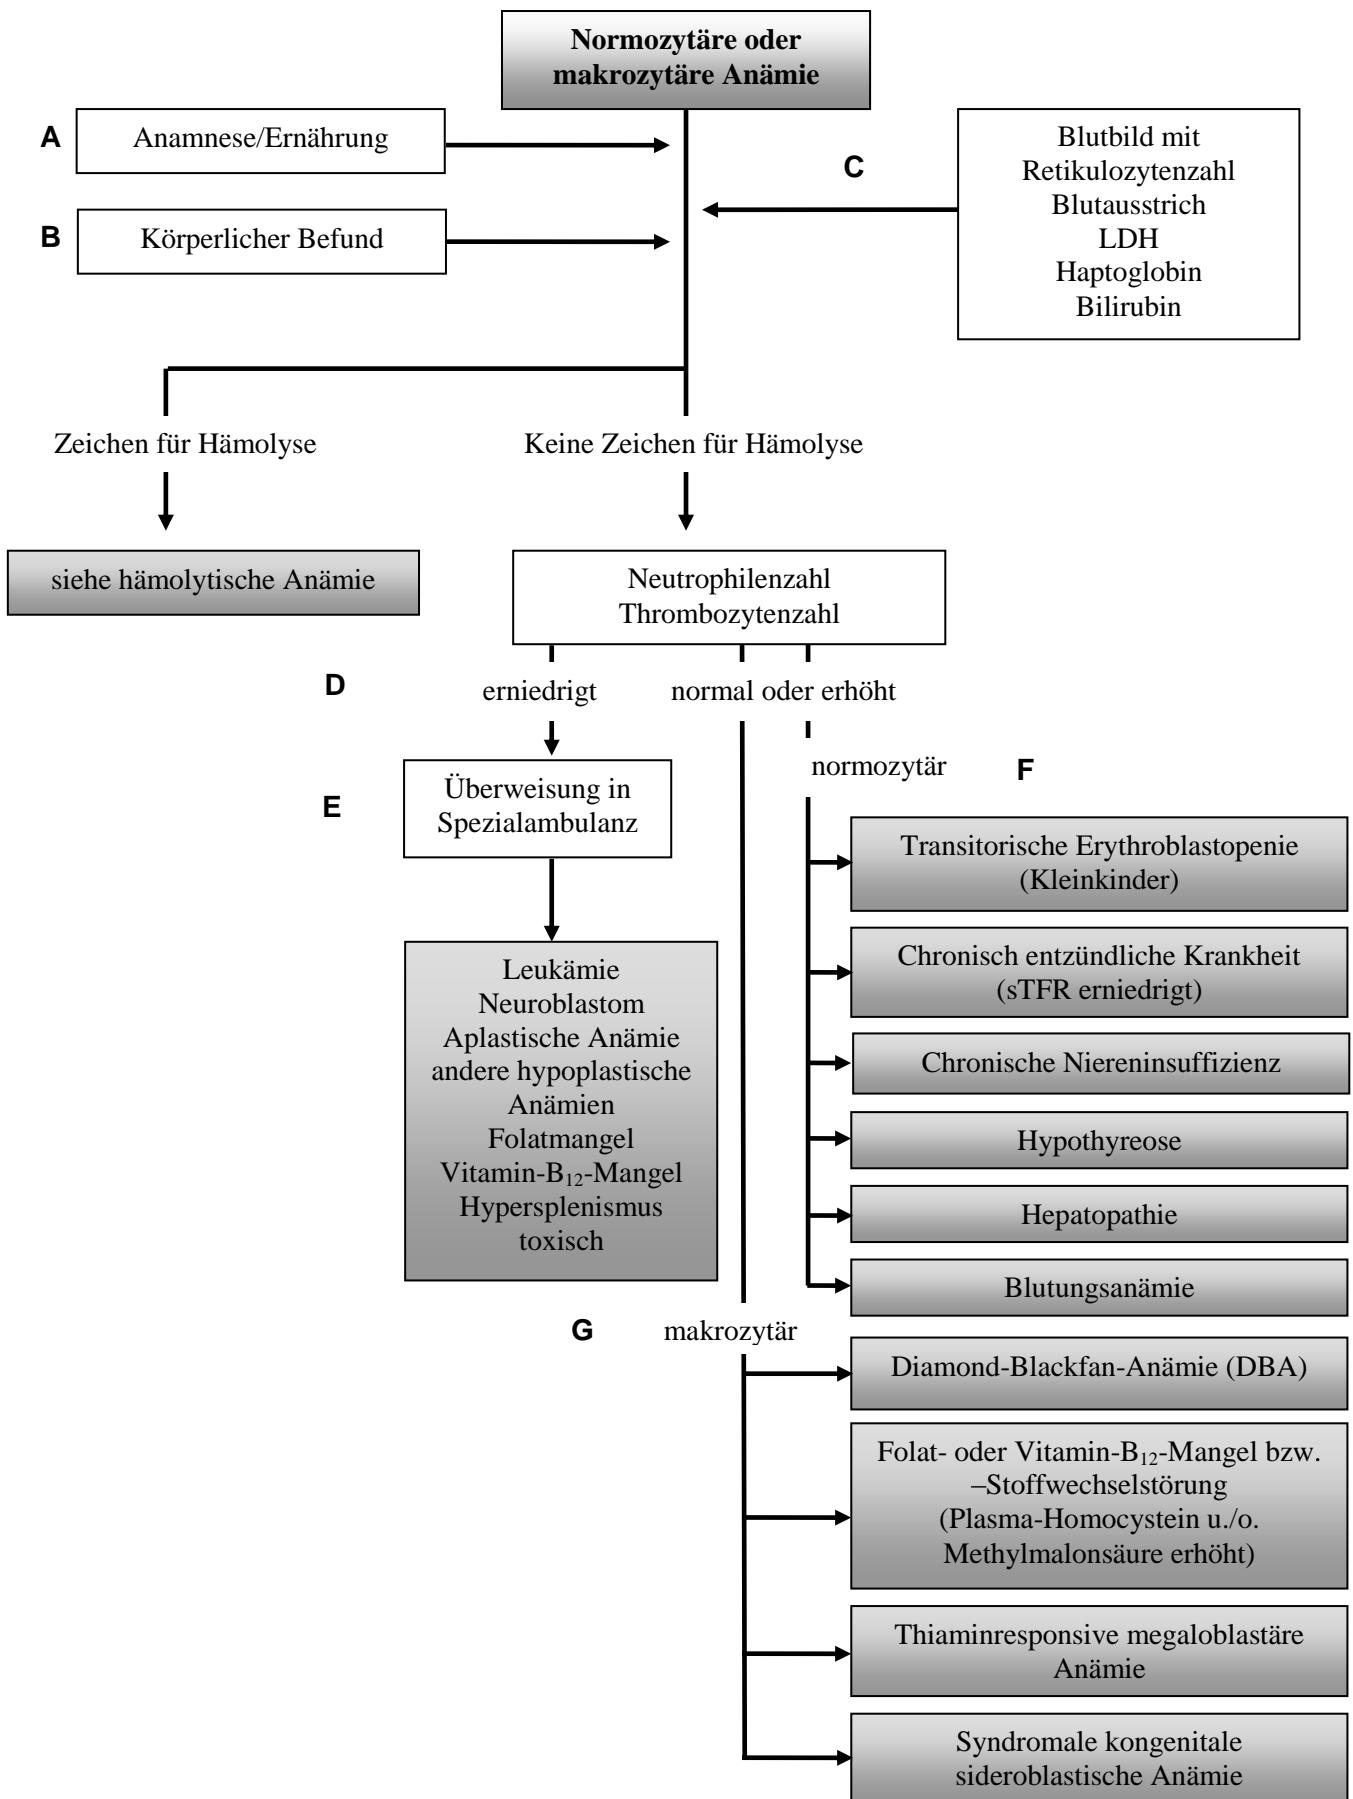 Normozytäre oder
makrozytäre Anämie
A
Anamnese/Ernährung
B
Körperlicher Befund
C
Blutbild mit
Retikulozytenzahl
Blutausstrich
LDH
Haptoglobin
Bilirubin
Zeichen für Hämolyse
Keine Zeichen für Hämolyse
siehe hämolytische Anämie
Neutrophilenzahl
Thrombozytenzahl
D
erniedrigt
normal oder erhöht
E
Überweisung in
Spezialambulanz
Leukämie
Neuroblastom
Aplastische Anämie
andere hypoplastische
Anämien
Folatmangel
Vitamin-B₁₂-Mangel
Hypersplenismus
toxisch
normozytär
F
Transitorische Erythroblastopenie
(Kleinkinder)
Chronisch entzündliche Krankheit
(sTFR erniedrigt)
Chronische Niereninsuffizienz
Hypothyreose
Hepatopathie
Blutungsanämie
G
makrozytär
Diamond-Blackfan-Anämie (DBA)
Folat- oder Vitamin-B₁₂-Mangel bzw.
–Stoffwechselstörung
(Plasma-Homocystein u./o.
Methylmalonsäure erhöht)
Thiaminresponsive megaloblastäre
Anämie
Syndromale kongenitale
sideroblastische Anämie